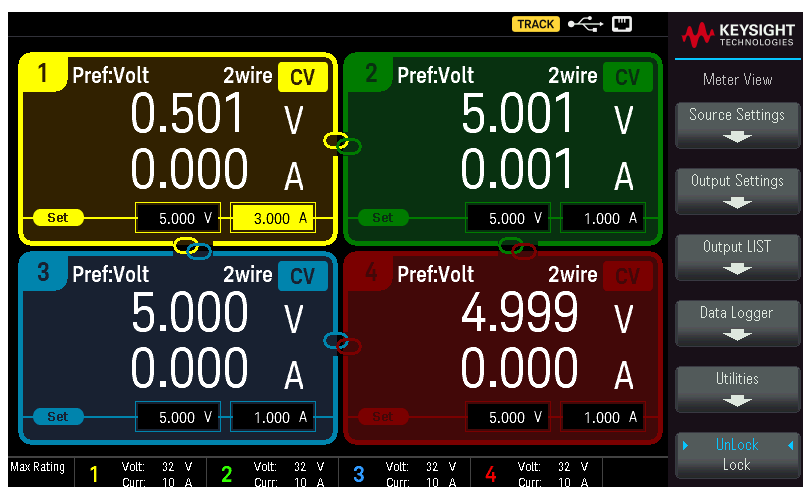 TRACK
KEYSIGHT
TECHNOLOGIES
Meter View
1 Pref:Volt 2wire CV
0.501 V
0.000 A
Set 5.000 V 3.000 A
2 Pref:Volt 2wire CV
5.001 V
0.001 A
Set 5.000 V 1.000 A
3 Pref:Volt 2wire CV
5.000 V
0.000 A
Set 5.000 V 1.000 A
4 Pref:Volt 2wire CV
4.999 V
0.000 A
Set 5.000 V 1.000 A
Source Settings
Output Settings
Output LIST
Data Logger
Utilities
UnLock
Lock
Max Rating
1 Volt: 32 V
Curr: 10 A
2 Volt: 32 V
Curr: 10 A
3 Volt: 32 V
Curr: 10 A
4 Volt: 32 V
Curr: 10 A